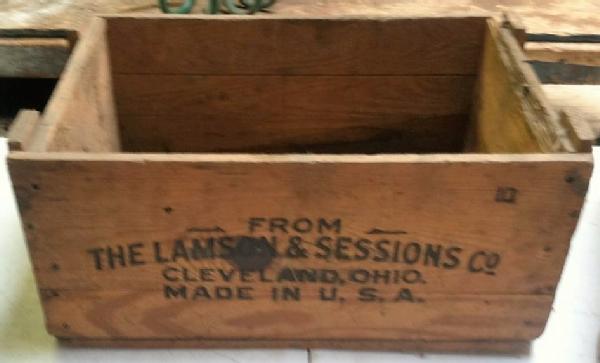 FROM
THE LAMSON & SESSIONS CO
CLEVELAND, OHIO.
MADE IN U.S.A.